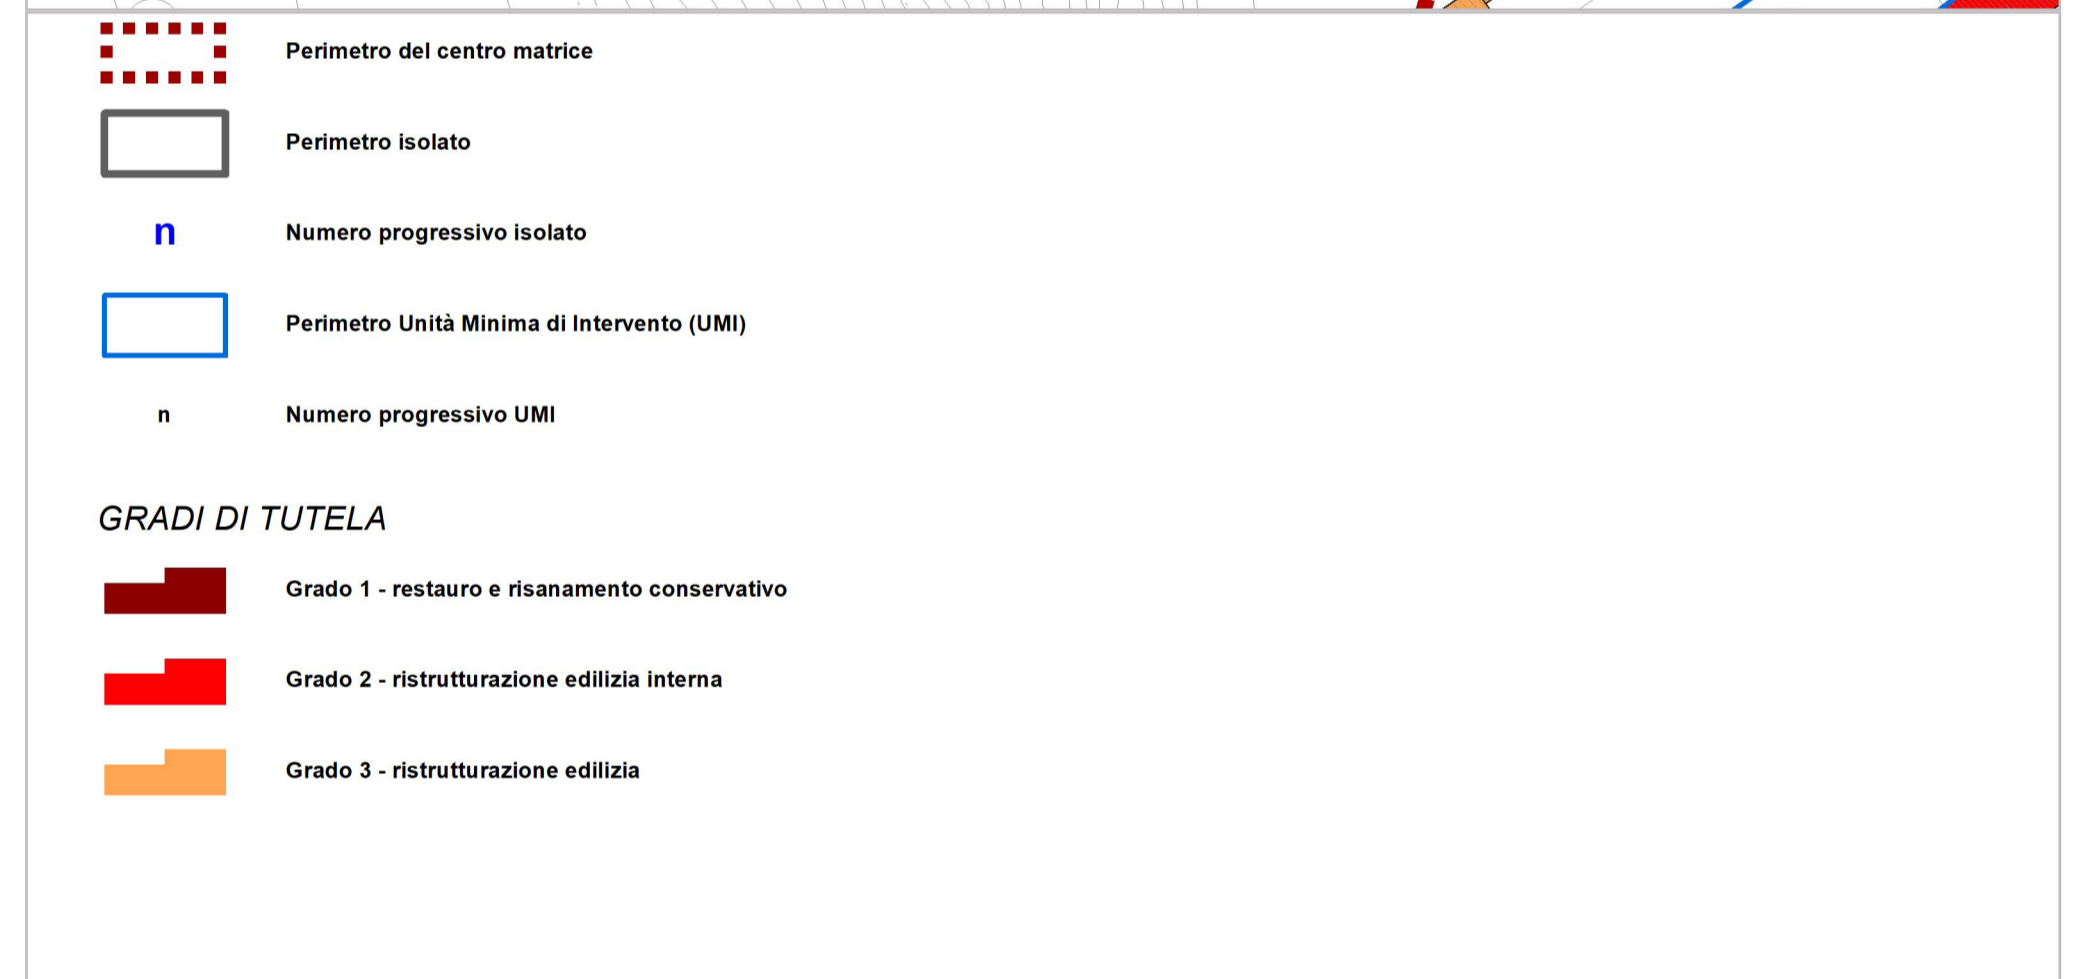 Perimetro del centro matrice
Perimetro isolato
n
Numero progressivo isolato
Perimetro Unità Minima di Intervento (UMI)
n
Numero progressivo UMI
GRADI DI TUTELA
Grado 1 - restauro e risanamento conservativo
Grado 2 - ristrutturazione edilizia interna
Grado 3 - ristrutturazione edilizia